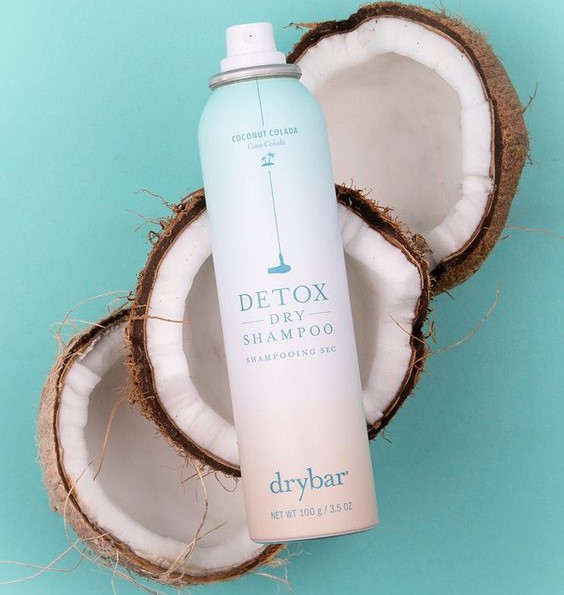 COCONUT COLADA
Coco Colada
DETOX
DRY
SHAMPOO
SHAMPOOING SEC
drybar®
NET WT 100 g / 3.5 OZ